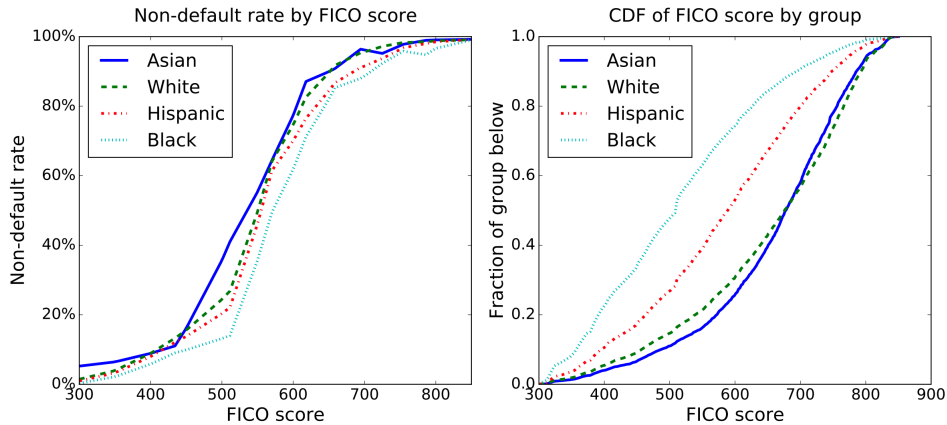 Non-default rate by FICO score
100%
80%
60%
40%
20%
0%
Non-default rate
Asian
White
Hispanic
Black
300 400 500 600 700 800
FICO score
CDF of FICO score by group
1.0
0.8
0.6
0.4
0.2
0.0
Fraction of group below
Asian
White
Hispanic
Black
300 400 500 600 700 800 900
FICO score